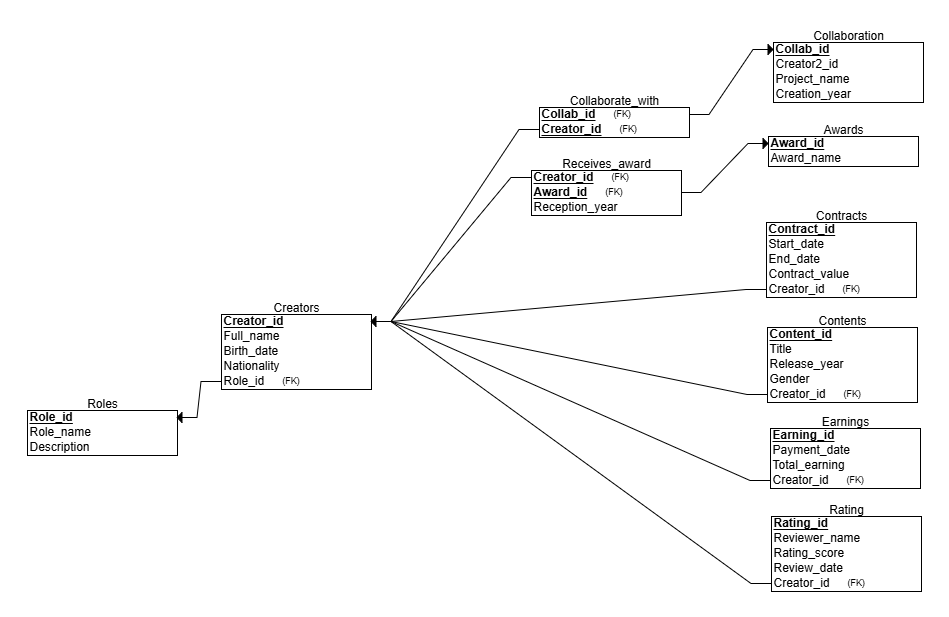 Collaboration
Collab_id
Creator2_id
Project_name
Creation_year
Collaborate_with
Collab_id (FK)
Creator_id (FK)
Awards
Award_id
Award_name
Receives_award
Creator_id (FK)
Award_id (FK)
Reception_year
Contracts
Contract_id
Start_date
End_date
Contract_value
Creator_id (FK)
Creators
Creator_id
Full_name
Birth_date
Nationality
Role_id (FK)
Contents
Content_id
Title
Release_year
Gender
Creator_id (FK)
Roles
Role_id
Role_name
Description
Earnings
Earning_id
Payment_date
Total_earning
Creator_id (FK)
Rating
Rating_id
Reviewer_name
Rating_score
Review_date
Creator_id (FK)